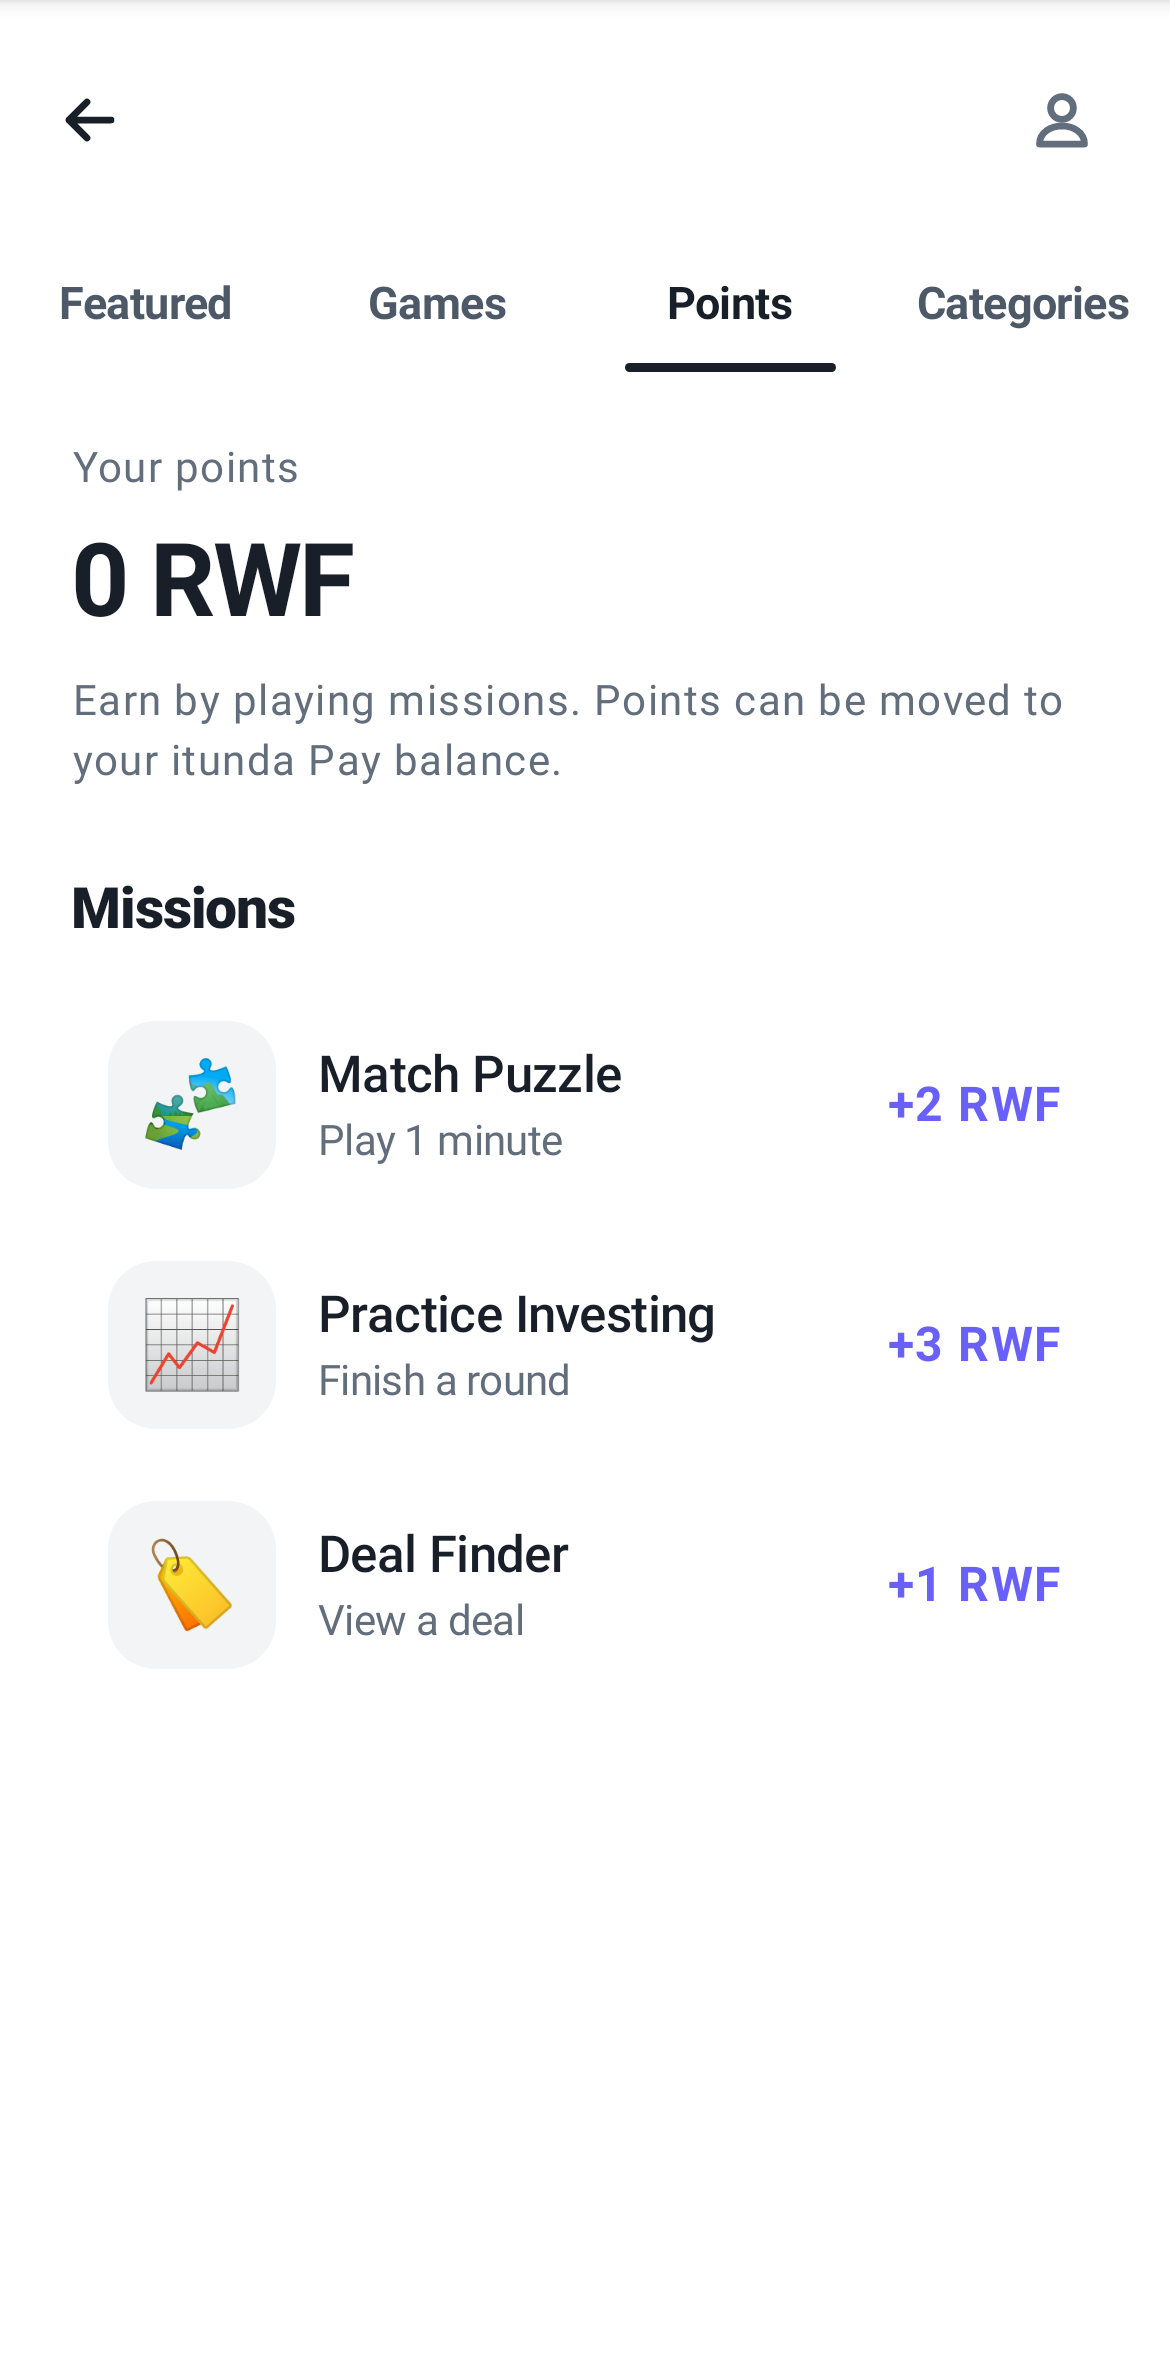 Featured Games Points Categories
Your points
0 RWF
Earn by playing missions. Points can be moved to
your itunda Pay balance.
Missions
Match Puzzle
Play 1 minute
+2 RWF
Practice Investing
Finish a round
+3 RWF
Deal Finder
View a deal
+1 RWF